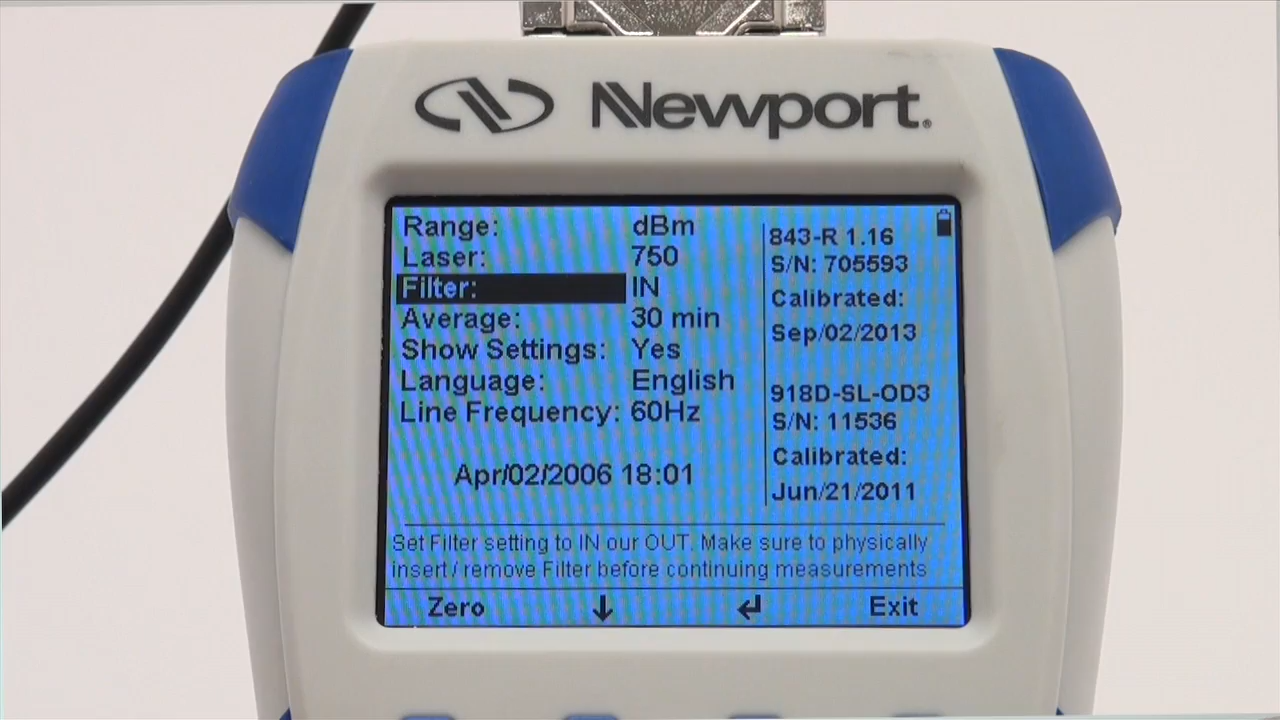 Newport®
Range: dBm
Laser: 750
Filter: IN
Average: 30 min
Show Settings: Yes
Language: English
Line Frequency: 60Hz
Apr/02/2006 18:01
843-R 1.16
S/N: 705593
Calibrated:
Sep/02/2013
918D-SL-OD3
S/N: 11536
Calibrated:
Jun/21/2011
Set Filter setting to IN our OUT. Make sure to physically
insert / remove Filter before continuing measurements
Zero ↓ ↵ Exit